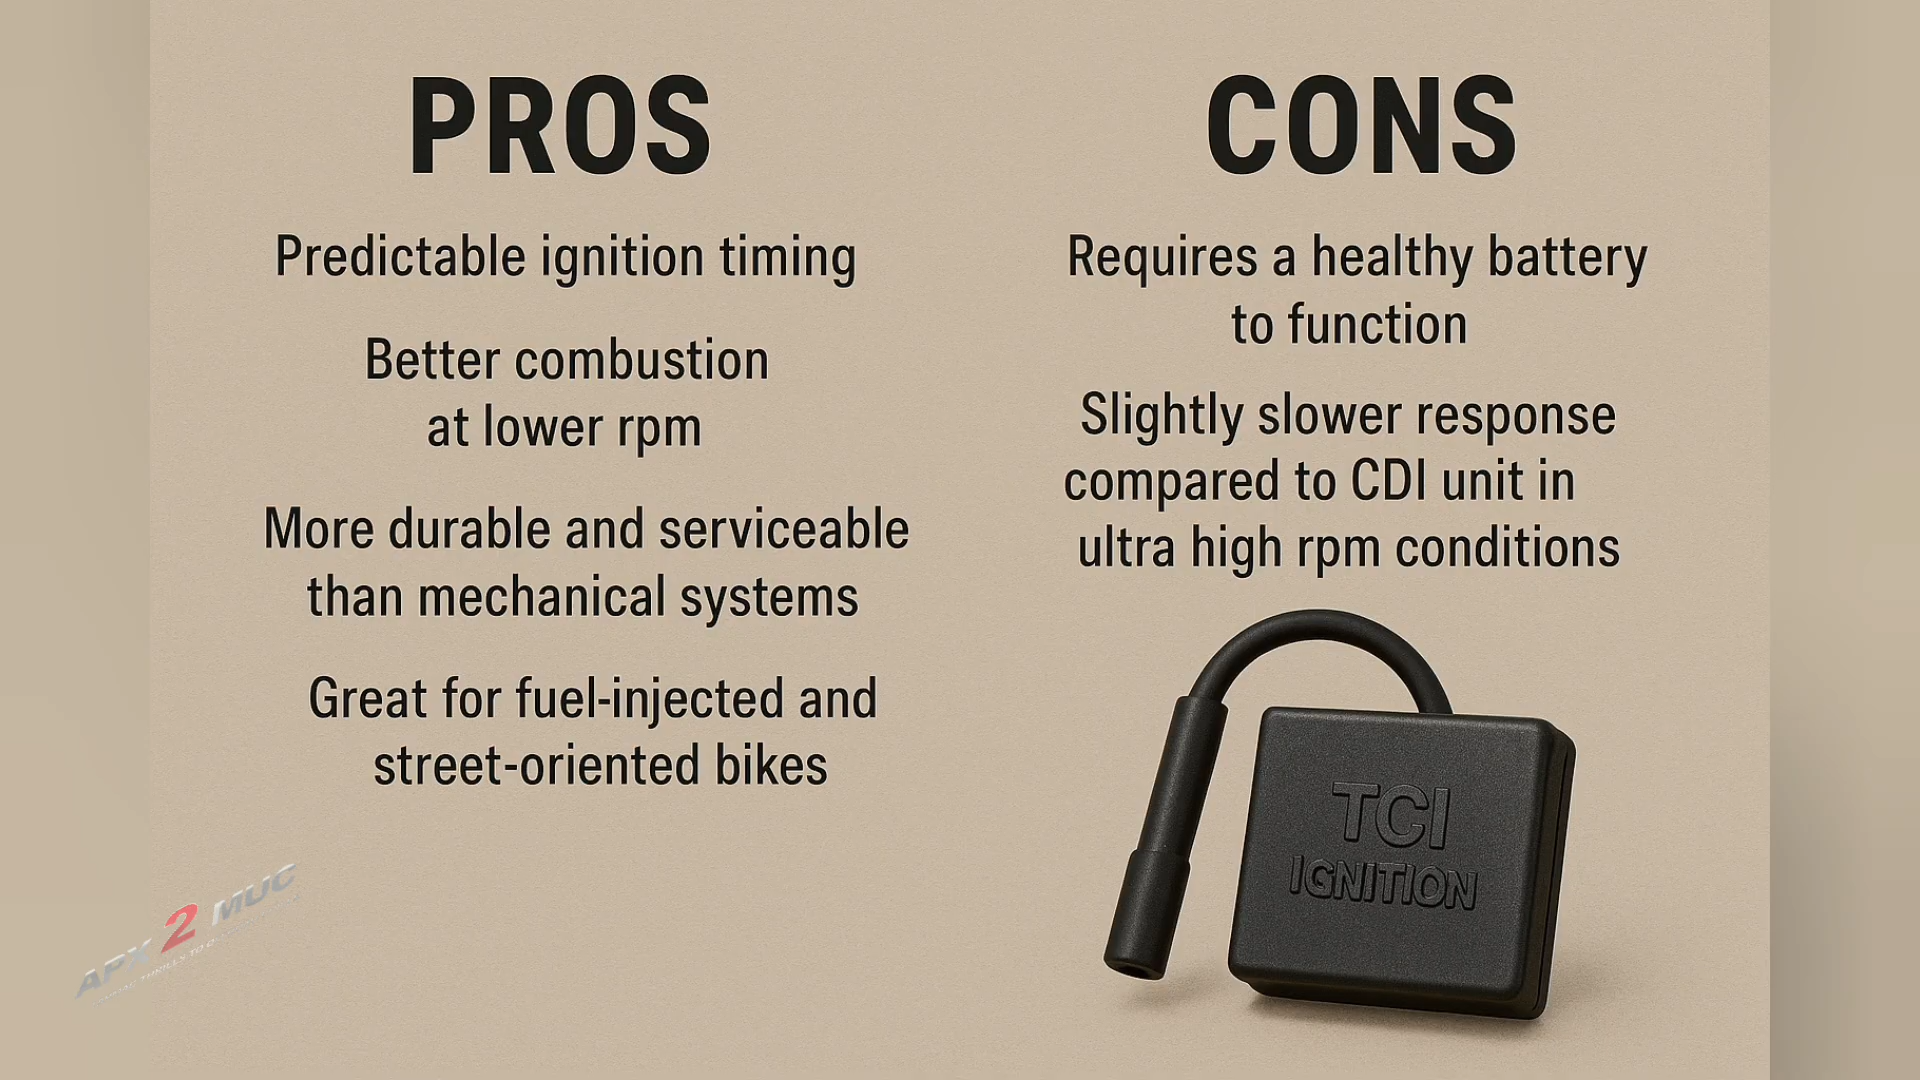 PROS
Predictable ignition timing
Better combustion
at lower rpm
More durable and serviceable
than mechanical systems
Great for fuel-injected and
street-oriented bikes
CONS
Requires a healthy battery
to function
Slightly slower response
compared to CDI unit in
ultra high rpm conditions
TCI
IGNITION
APX 2 MUC